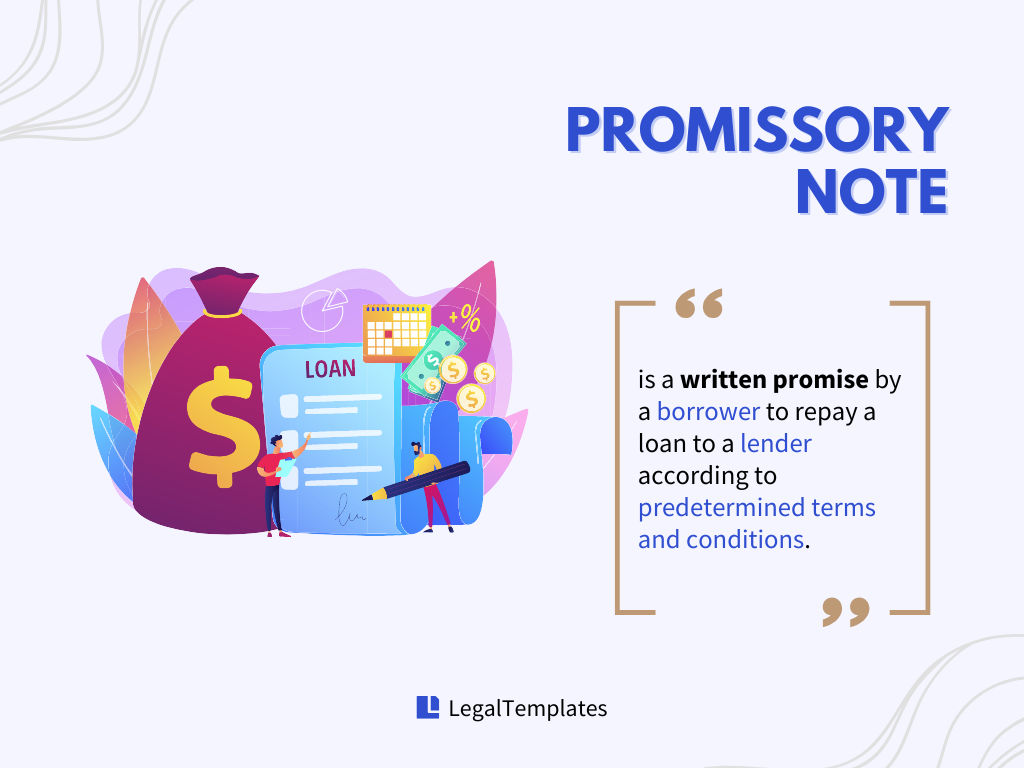 PROMISSORY
NOTE
LOAN
+%
$
$
$
$
$
$
“
is a written promise by
a borrower to repay a
loan to a lender
according to
predetermined terms
and conditions.
”
LegalTemplates